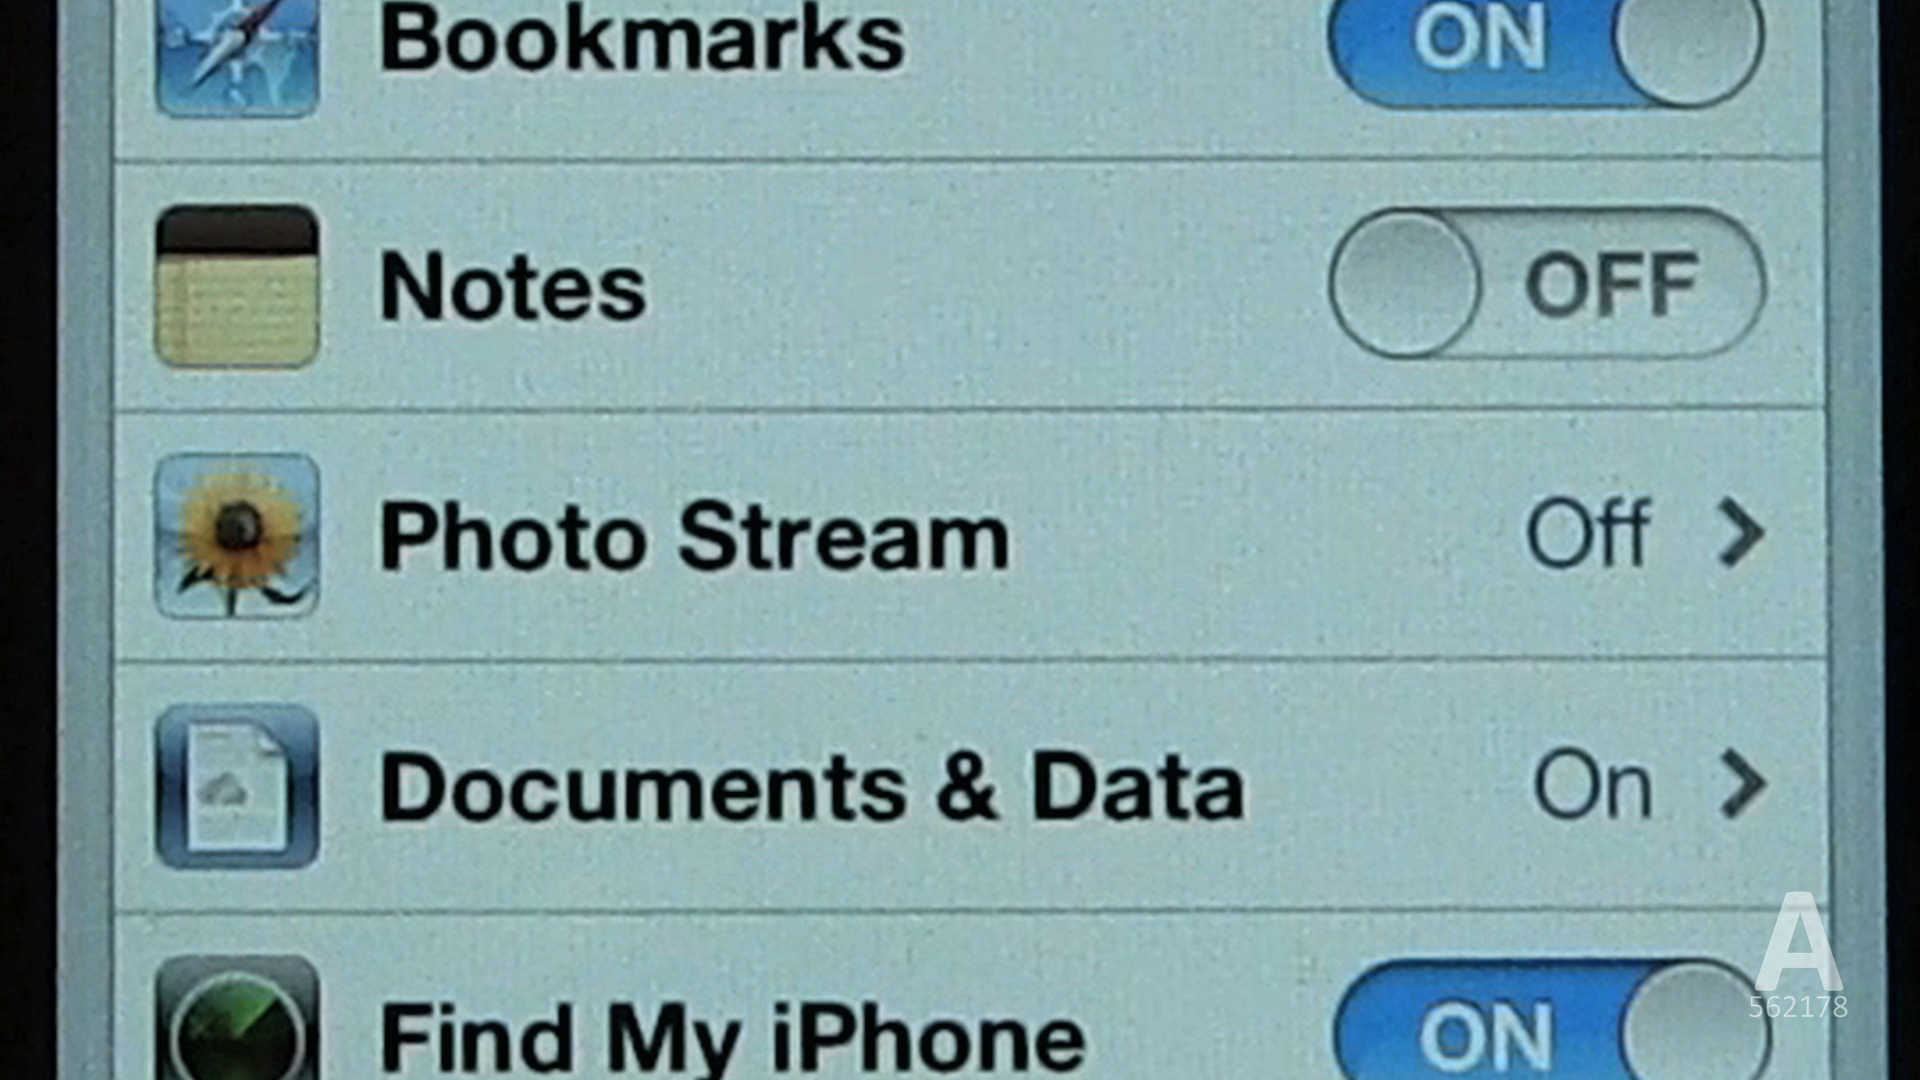 Bookmarks ON
Notes OFF
Photo Stream Off
Documents & Data On
Find My iPhone ON
A
562178